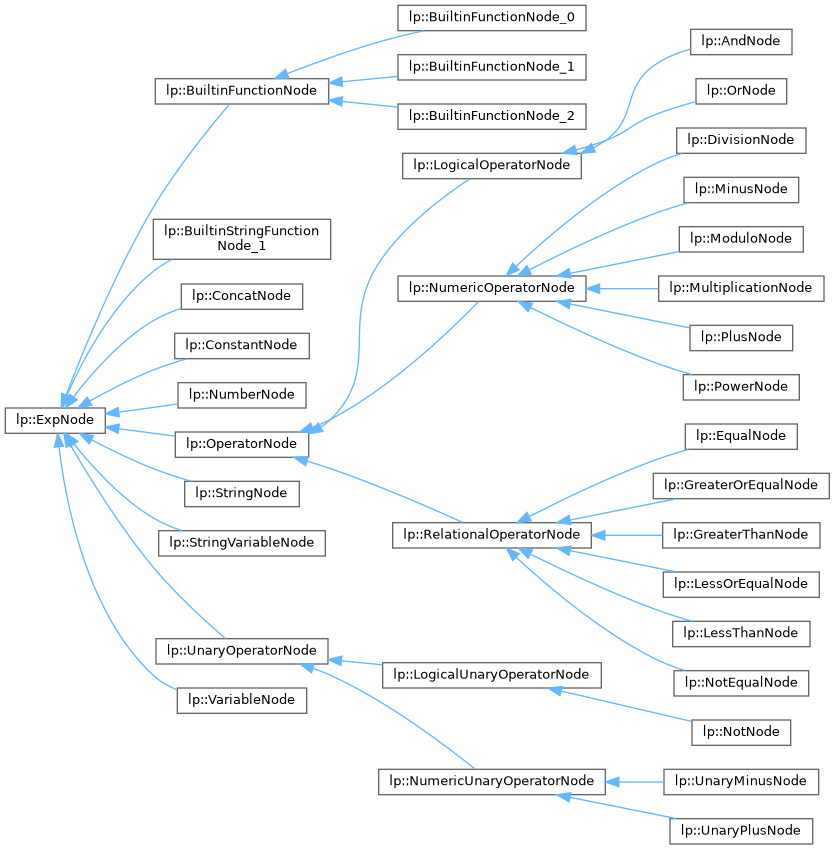 lp::BuiltinFunctionNode_0
lp::AndNode
lp::BuiltinFunctionNode_1
lp::BuiltinFunctionNode
lp::OrNode
lp::BuiltinFunctionNode_2
lp::DivisionNode
lp::LogicalOperatorNode
lp::MinusNode
lp::BuiltinStringFunction
Node_1
lp::ModuloNode
lp::NumericOperatorNode
lp::MultiplicationNode
lp::ConcatNode
lp::PlusNode
lp::ConstantNode
lp::PowerNode
lp::NumberNode
lp::ExpNode
lp::OperatorNode
lp::EqualNode
lp::StringNode
lp::GreaterOrEqualNode
lp::RelationalOperatorNode
lp::GreaterThanNode
lp::StringVariableNode
lp::LessOrEqualNode
lp::LessThanNode
lp::UnaryOperatorNode
lp::LogicalUnaryOperatorNode
lp::NotEqualNode
lp::VariableNode
lp::NotNode
lp::NumericUnaryOperatorNode
lp::UnaryMinusNode
lp::UnaryPlusNode